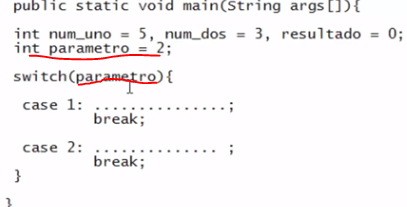 public static void main(String args[]){
int num_uno = 5, num_dos = 3, resultado = 0;
int parametro = 2;
switch(parametro){
case 1: ...............;
break;
case 2: .............. ;
break;
}
}